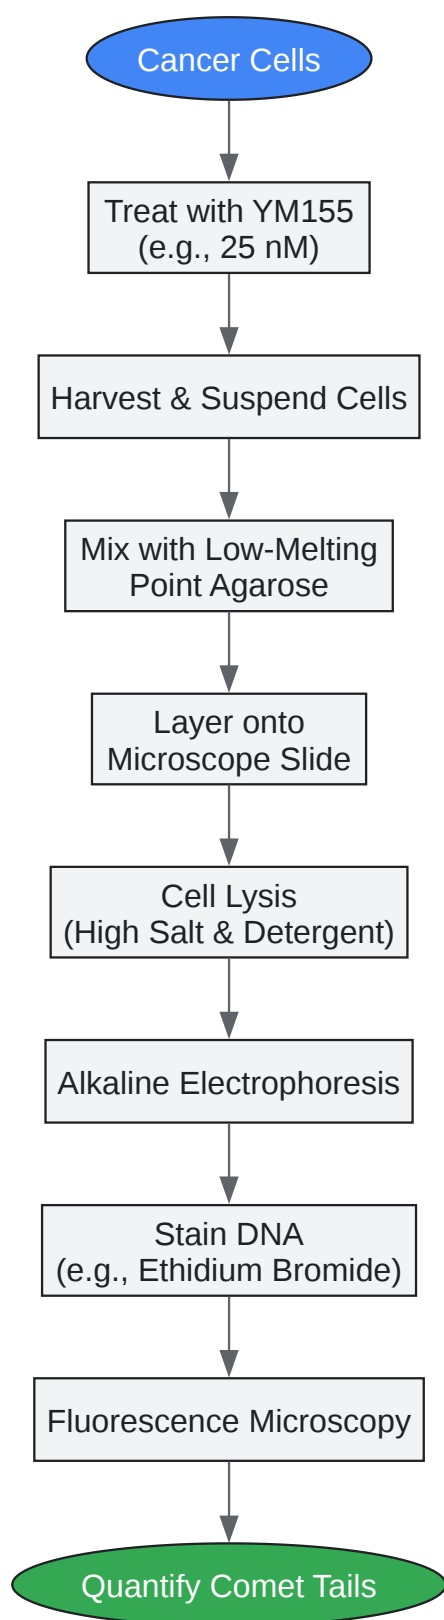 Cancer Cells
Treat with YM155
(e.g., 25 nM)
Harvest & Suspend Cells
Mix with Low-Melting
Point Agarose
Layer onto
Microscope Slide
Cell Lysis
(High Salt & Detergent)
Alkaline Electrophoresis
Stain DNA
(e.g., Ethidium Bromide)
Fluorescence Microscopy
Quantify Comet Tails